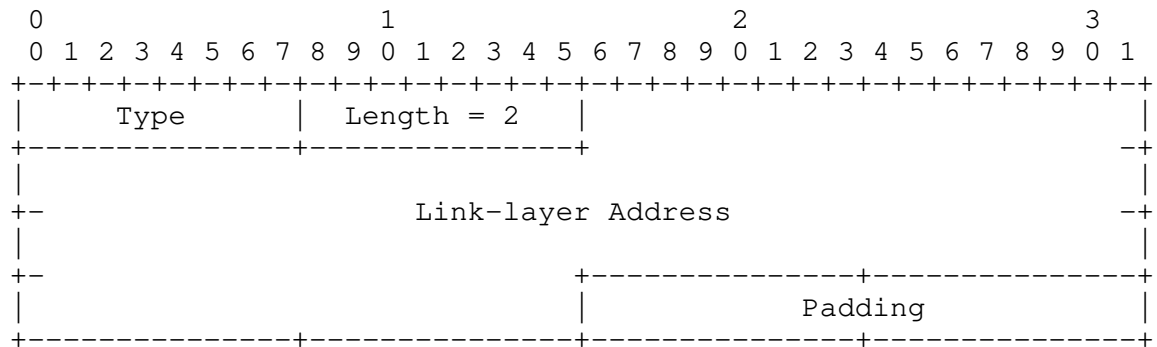 0                   1                   2                   3
 0 1 2 3 4 5 6 7 8 9 0 1 2 3 4 5 6 7 8 9 0 1 2 3 4 5 6 7 8 9 0 1
+-+-+-+-+-+-+-+-+-+-+-+-+-+-+-+-+-+-+-+-+-+-+-+-+-+-+-+-+-+-+-+-+
|     Type      |  Length = 2   |                               |
+---------------+---------------+                              -+
|                                                               |
+-                     Link-layer Address                      -+
|                                                               |
+-                              +---------------+---------------+
|                               |            Padding            |
+---------------+---------------+---------------+---------------+